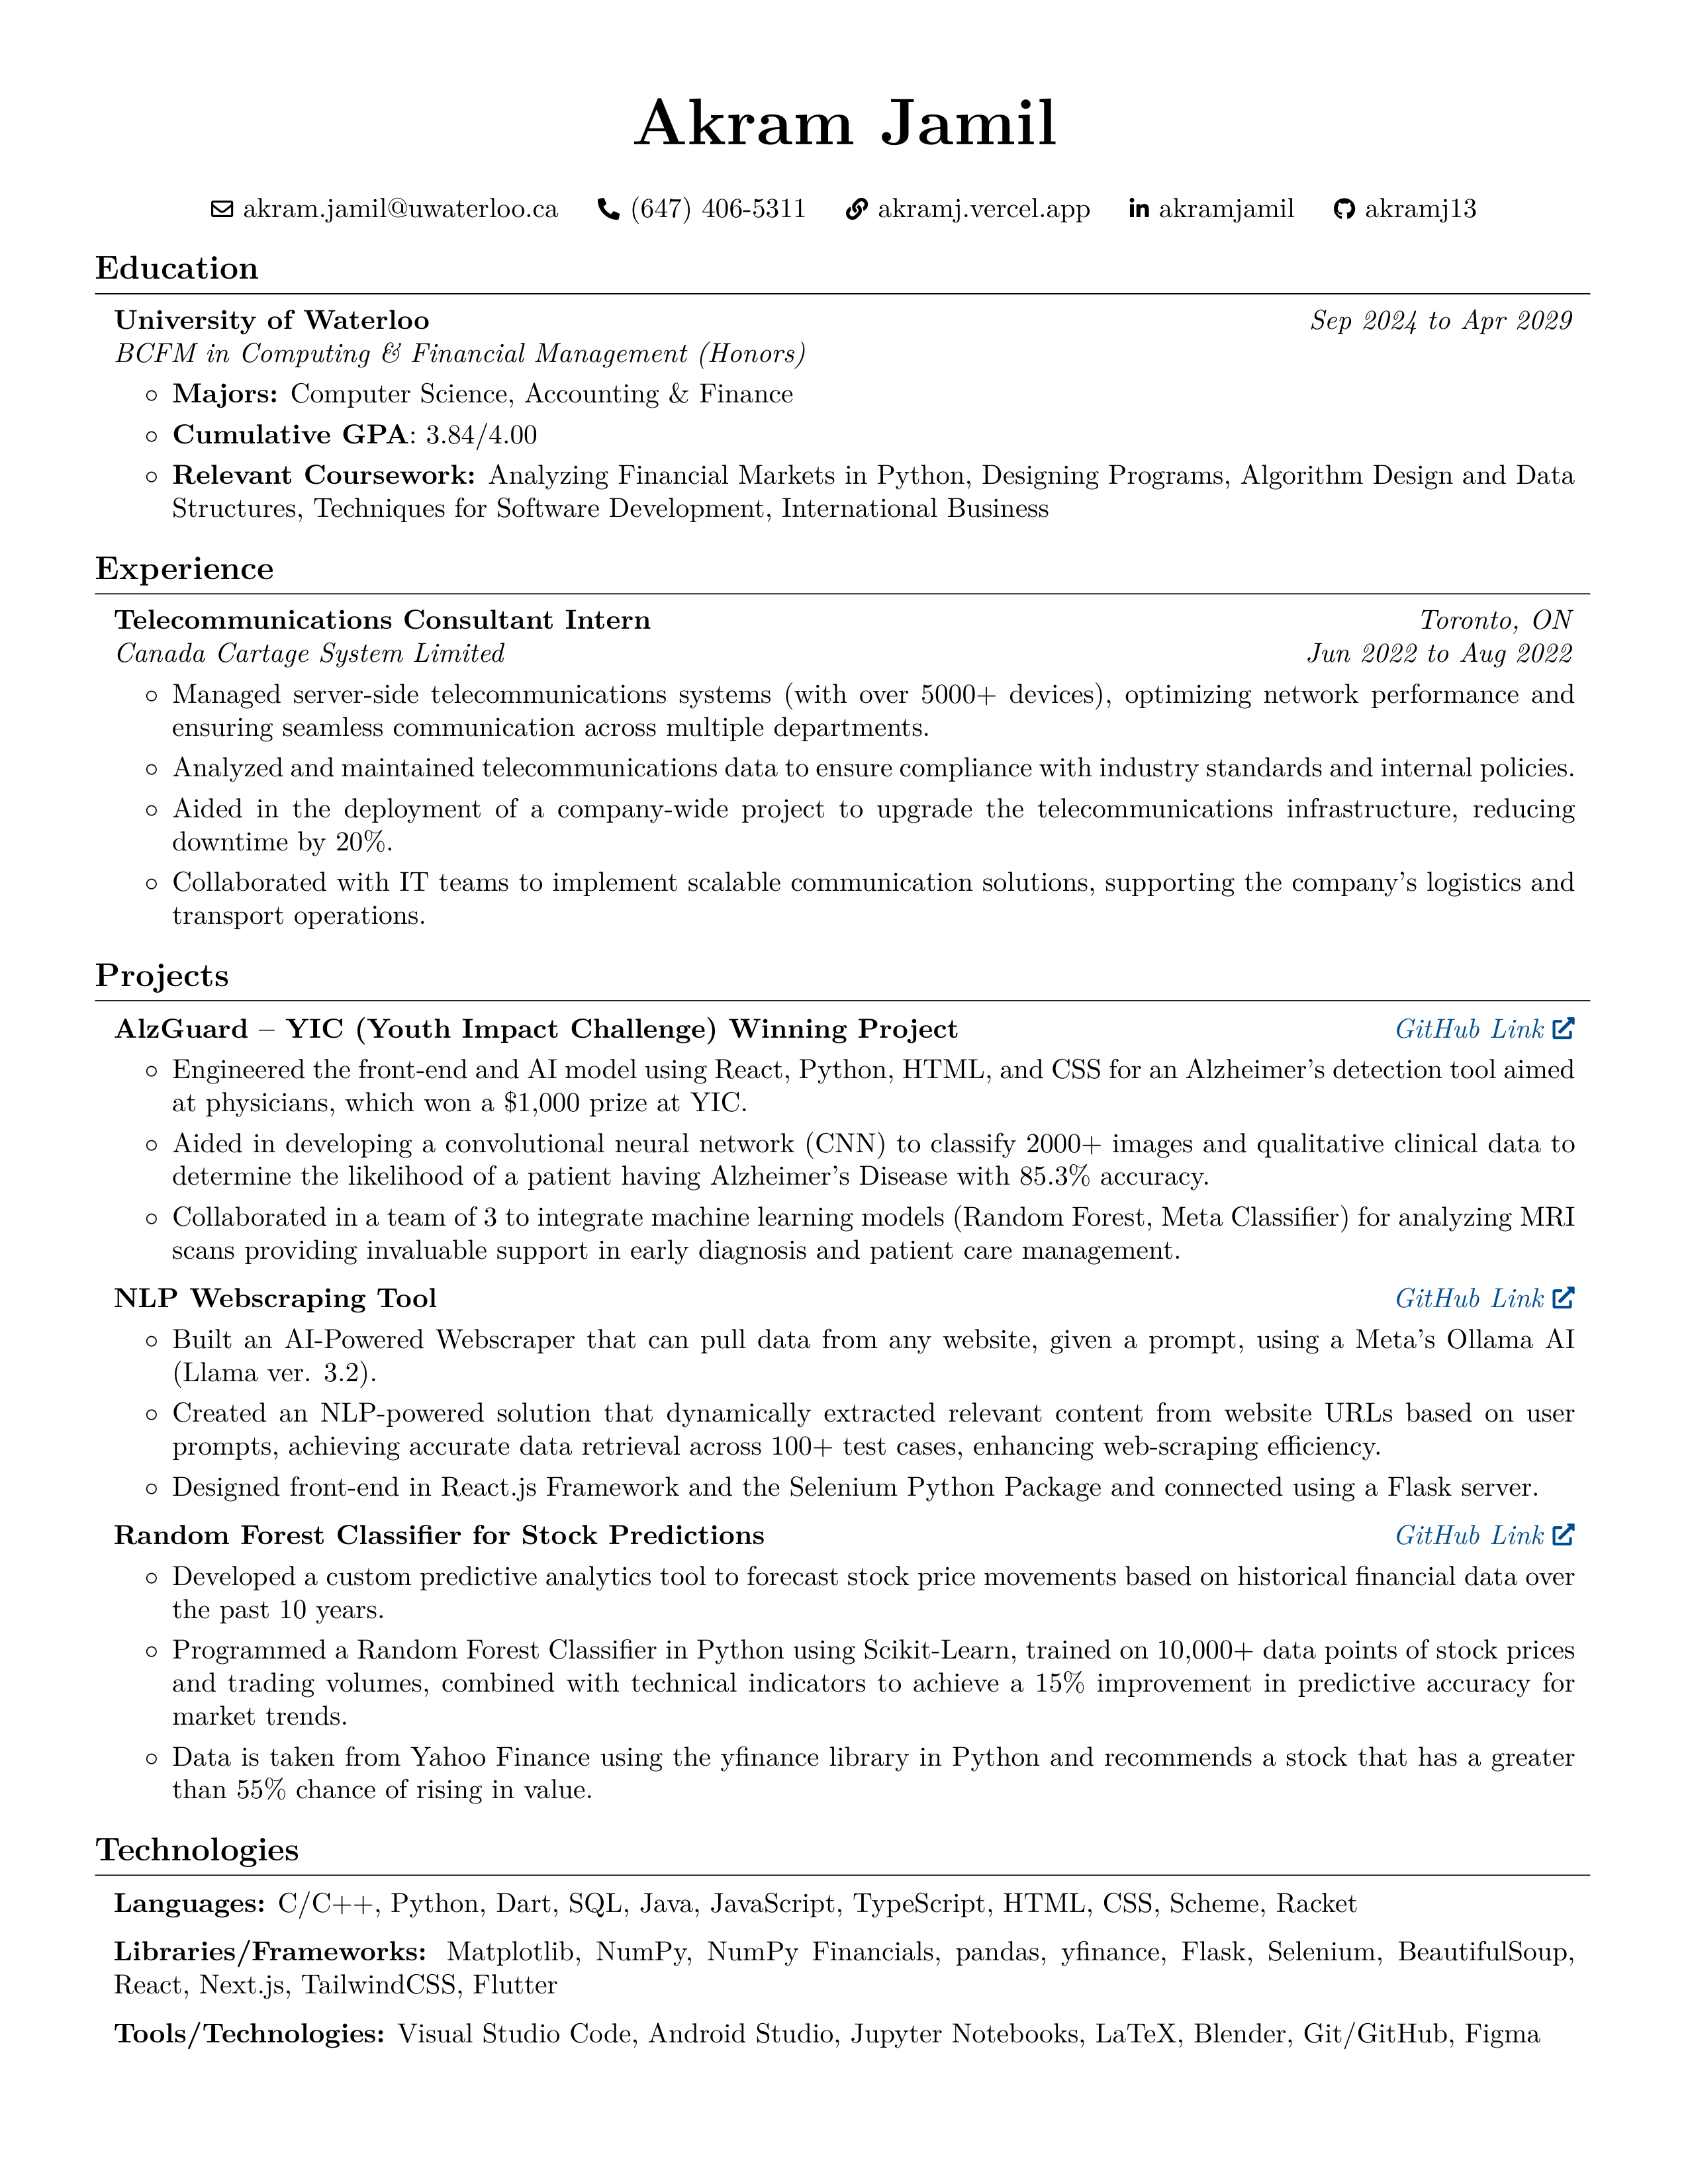 Akram Jamil
akram.jamil@uwaterloo.ca (647) 406-5311 akramj.vercel.app akramjamil akramj13
Education
University of Waterloo Sep 2024 to Apr 2029
BCFM in Computing & Financial Management (Honors)
◦ Majors: Computer Science, Accounting & Finance
◦ Cumulative GPA: 3.84/4.00
◦ Relevant Coursework: Analyzing Financial Markets in Python, Designing Programs, Algorithm Design and Data
Structures, Techniques for Software Development, International Business
Experience
Telecommunications Consultant Intern Toronto, ON
Canada Cartage System Limited Jun 2022 to Aug 2022
◦ Managed server-side telecommunications systems (with over 5000+ devices), optimizing network performance and
ensuring seamless communication across multiple departments.
◦ Analyzed and maintained telecommunications data to ensure compliance with industry standards and internal policies.
◦ Aided in the deployment of a company-wide project to upgrade the telecommunications infrastructure, reducing
downtime by 20%.
◦ Collaborated with IT teams to implement scalable communication solutions, supporting the company's logistics and
transport operations.
Projects
AlzGuard – YIC (Youth Impact Challenge) Winning Project GitHub Link
◦ Engineered the front-end and AI model using React, Python, HTML, and CSS for an Alzheimer's detection tool aimed
at physicians, which won a $1,000 prize at YIC.
◦ Aided in developing a convolutional neural network (CNN) to classify 2000+ images and qualitative clinical data to
determine the likelihood of a patient having Alzheimer's Disease with 85.3% accuracy.
◦ Collaborated in a team of 3 to integrate machine learning models (Random Forest, Meta Classifier) for analyzing MRI
scans providing invaluable support in early diagnosis and patient care management.
NLP Webscraping Tool GitHub Link
◦ Built an AI-Powered Webscraper that can pull data from any website, given a prompt, using a Meta's Ollama AI
(Llama ver. 3.2).
◦ Created an NLP-powered solution that dynamically extracted relevant content from website URLs based on user
prompts, achieving accurate data retrieval across 100+ test cases, enhancing web-scraping efficiency.
◦ Designed front-end in React.js Framework and the Selenium Python Package and connected using a Flask server.
Random Forest Classifier for Stock Predictions GitHub Link
◦ Developed a custom predictive analytics tool to forecast stock price movements based on historical financial data over
the past 10 years.
◦ Programmed a Random Forest Classifier in Python using Scikit-Learn, trained on 10,000+ data points of stock prices
and trading volumes, combined with technical indicators to achieve a 15% improvement in predictive accuracy for
market trends.
◦ Data is taken from Yahoo Finance using the yfinance library in Python and recommends a stock that has a greater
than 55% chance of rising in value.
Technologies
Languages: C/C++, Python, Dart, SQL, Java, JavaScript, TypeScript, HTML, CSS, Scheme, Racket
Libraries/Frameworks: Matplotlib, NumPy, NumPy Financials, pandas, yfinance, Flask, Selenium, BeautifulSoup,
React, Next.js, TailwindCSS, Flutter
Tools/Technologies: Visual Studio Code, Android Studio, Jupyter Notebooks, LaTeX, Blender, Git/GitHub, Figma